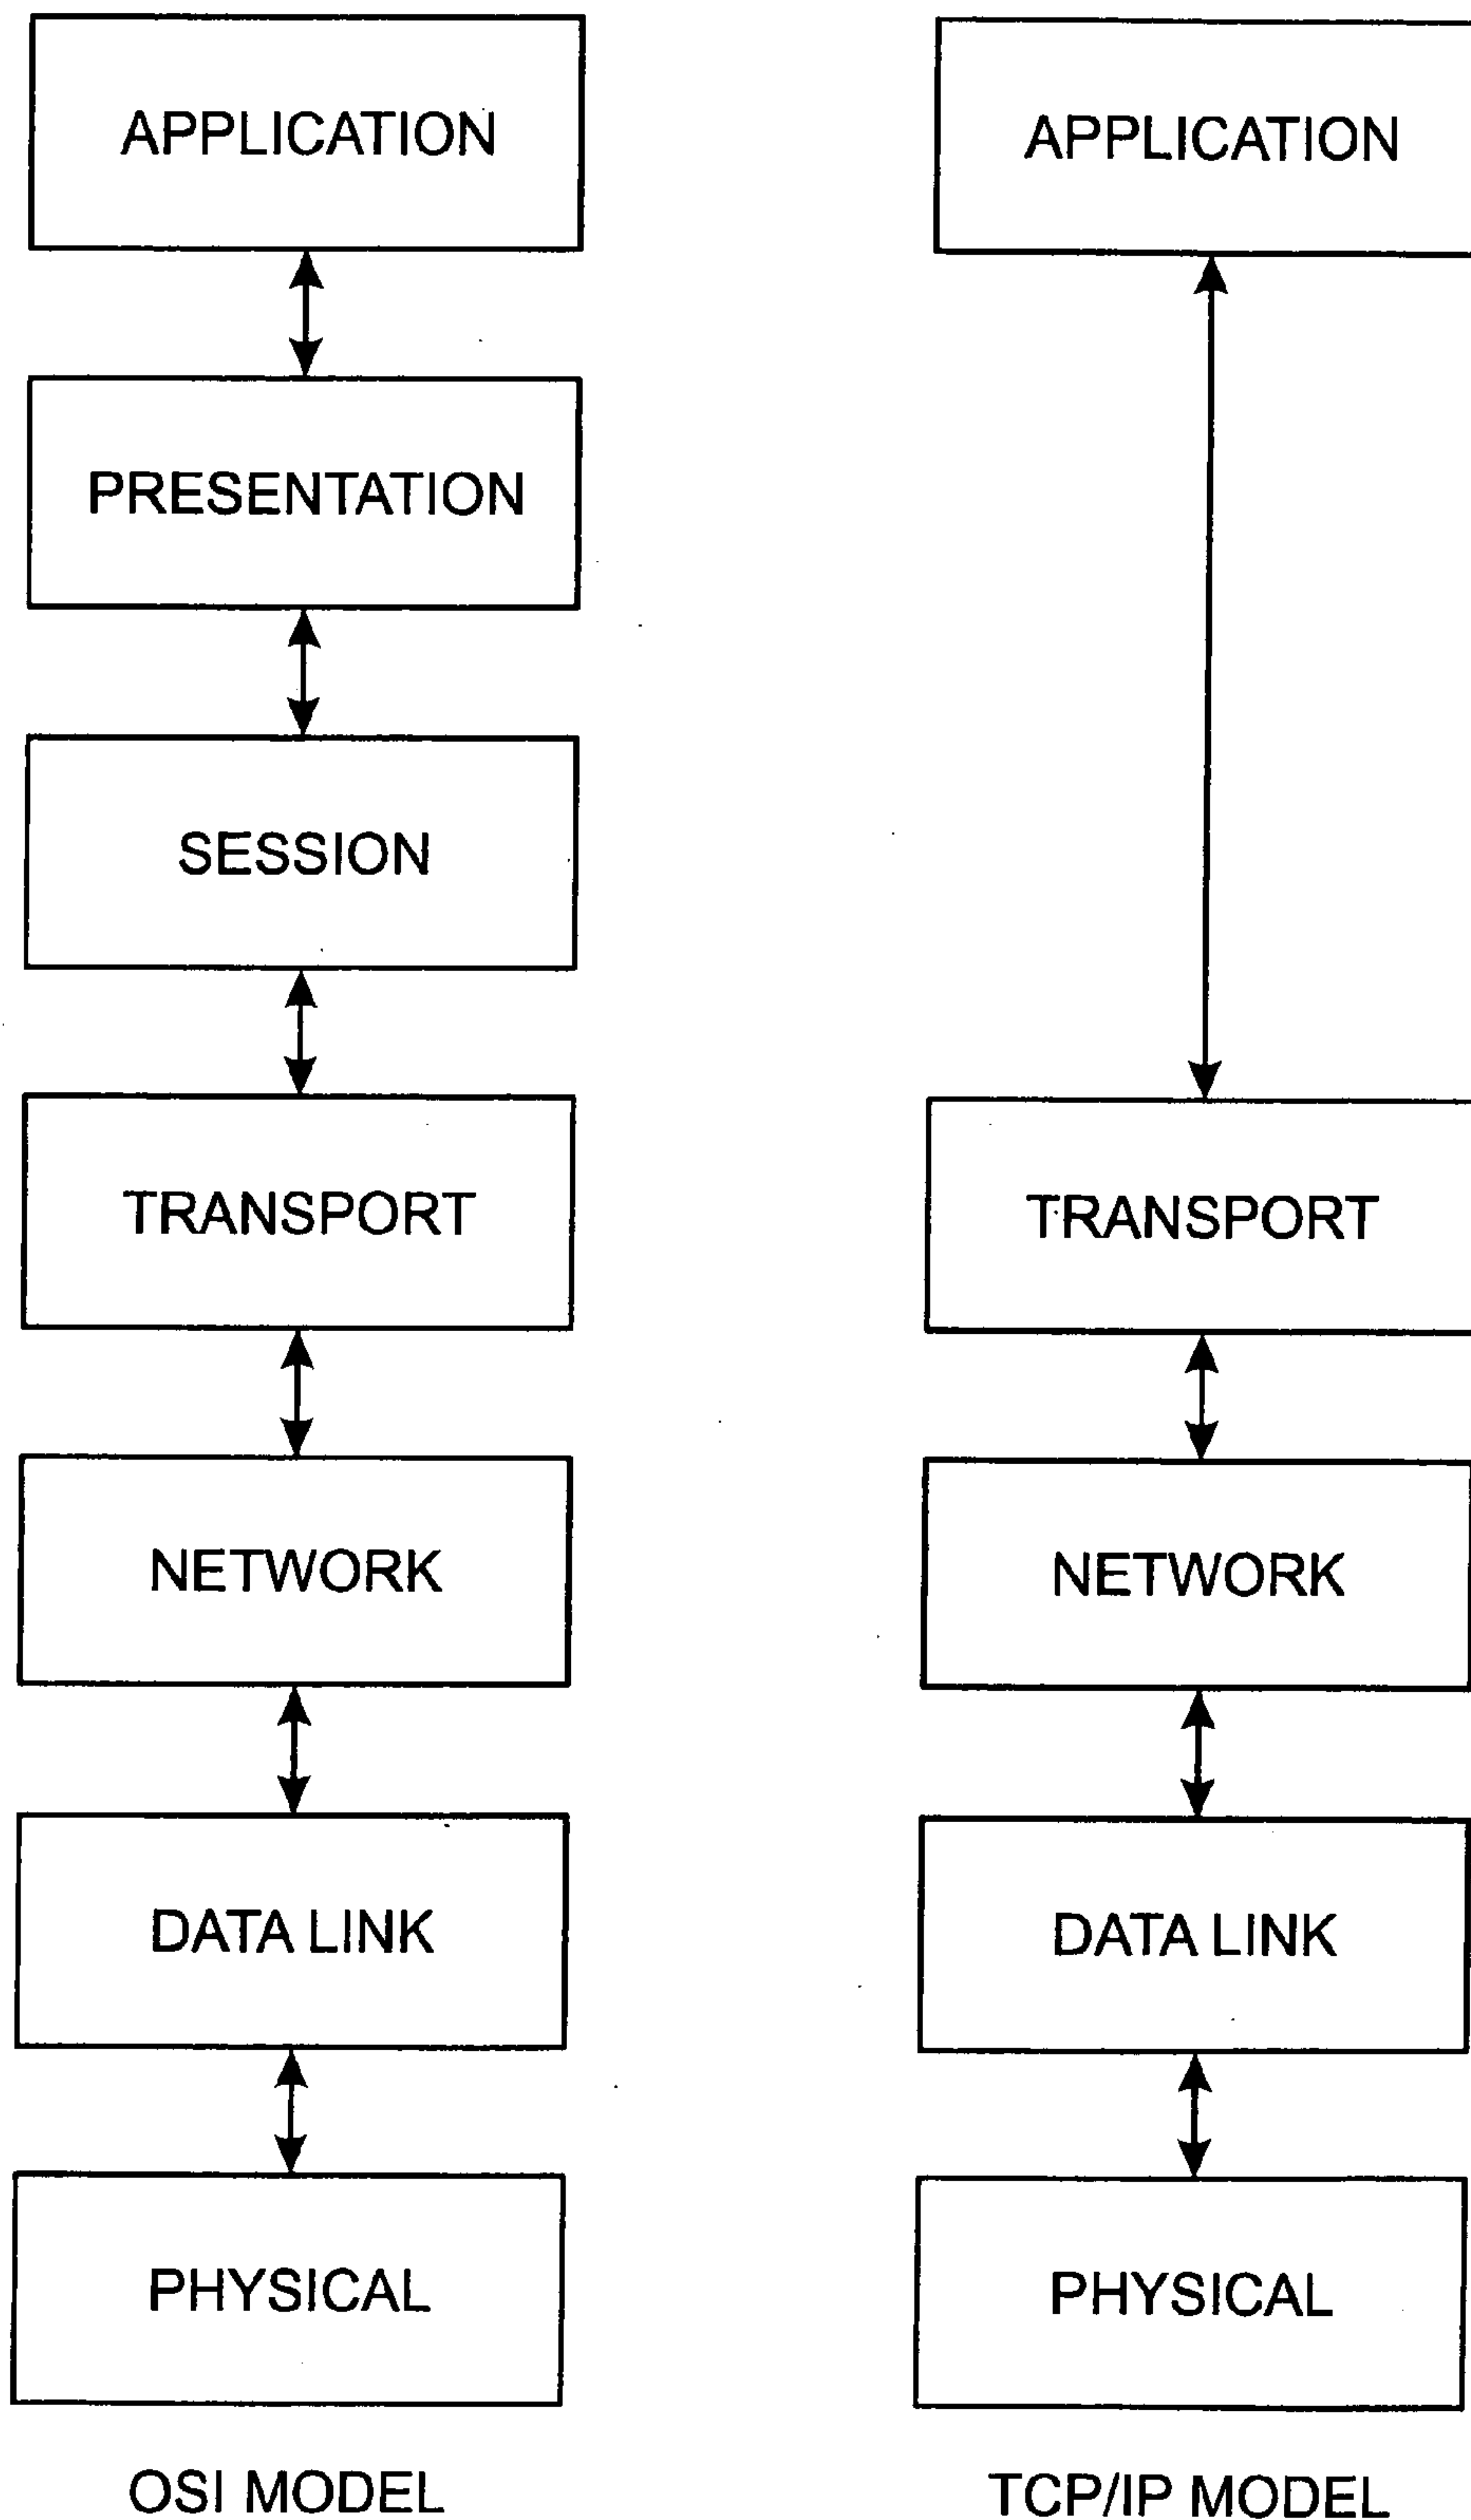 APPLICATION
PRESENTATION
SESSION
TRANSPORT
NETWORK
DATA LINK
PHYSICAL
OSI MODEL
APPLICATION
TRANSPORT
NETWORK
DATA LINK
PHYSICAL
TCP/IP MODEL